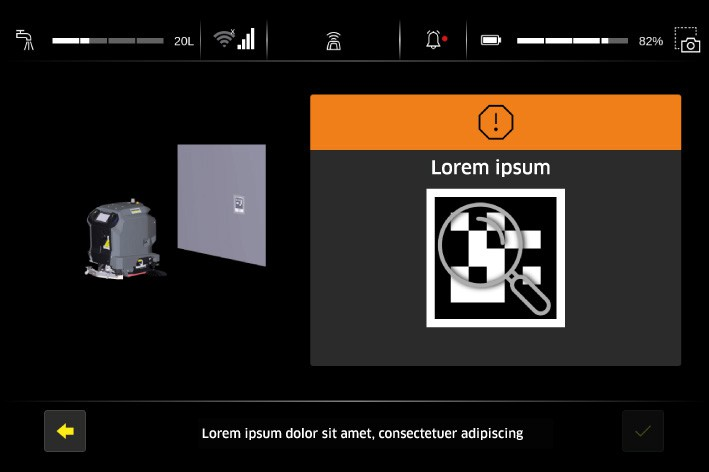 20L
82%
Lorem ipsum
Lorem ipsum dolor sit amet, consectetuer adipiscing